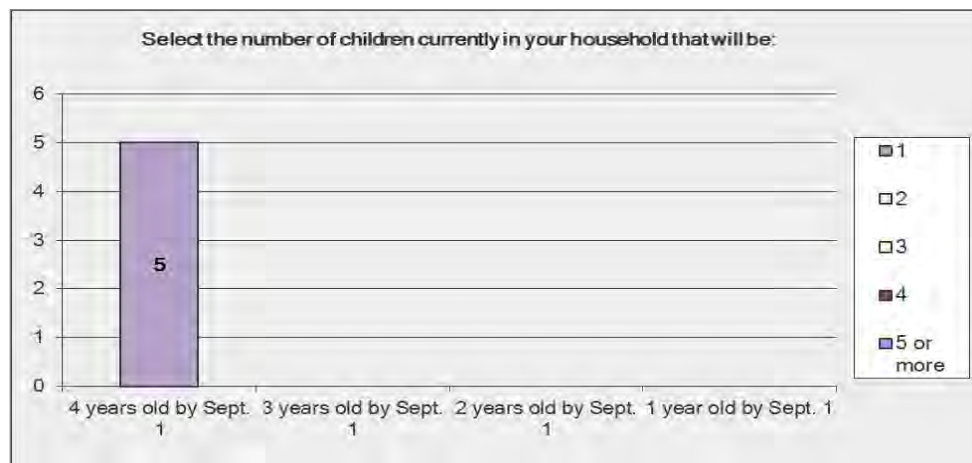 Select the number of children currently in your household that will be:
6
5
4
3
2
1
0
5
4 years old by Sept. 1
3 years old by Sept. 1
2 years old by Sept. 1
1 year old by Sept. 1
1
2
3
4
5 or
more